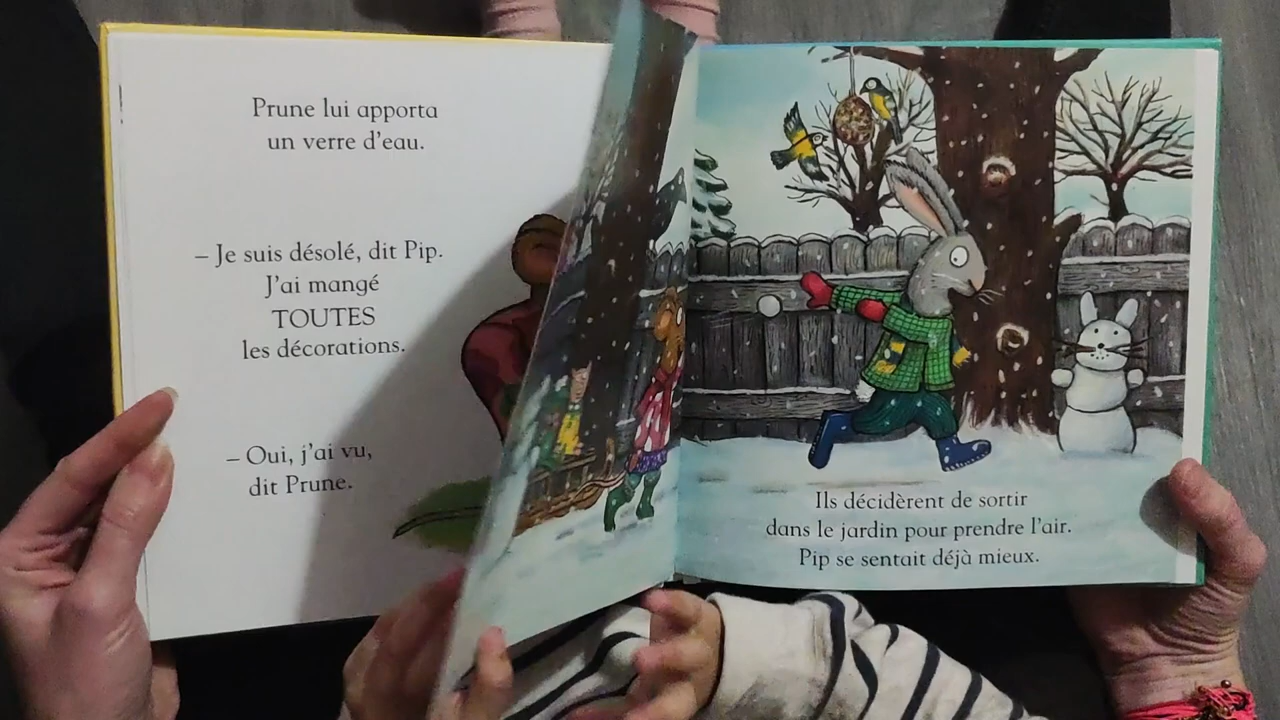 Prune lui apporta
un verre d'eau.
– Je suis désolé, dit Pip.
J'ai mangé
TOUTES
les décorations.
– Oui, j'ai vu,
dit Prune.
Ils décidèrent de sortir
dans le jardin pour prendre l'air.
Pip se sentait déjà mieux.